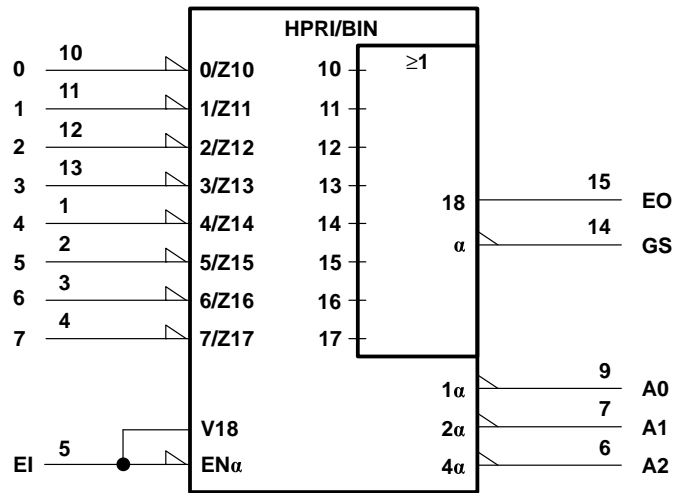 HPRI/BIN
≥1
0 10 0/Z10 10
1 11 1/Z11 11
2 12 2/Z12 12
3 13 3/Z13 13
18 15 EO
4 1 4/Z14 14
α 14 GS
5 2 5/Z15 15
6 3 6/Z16 16
7 4 7/Z17 17
1α 9 A0
V18 2α 7 A1
EI 5 ENα 4α 6 A2